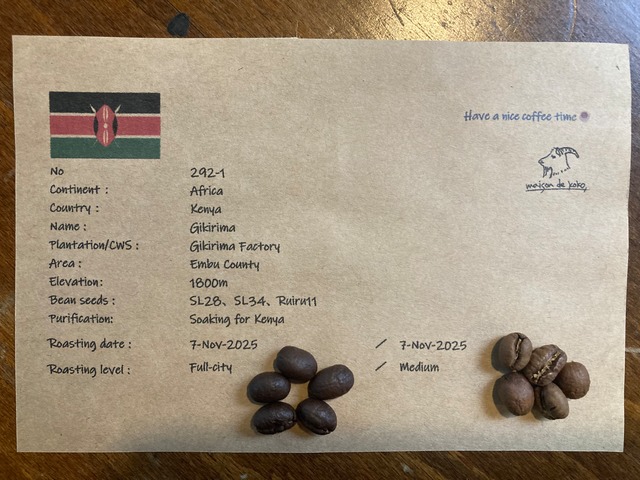 Have a nice coffee time
maison de koko,
No 292-1
Continent : Africa
Country : Kenya
Name : Gikirima
Plantation/CWS : Gikirima Factory
Area : Embu County
Elevation: 1800m
Bean seeds : SL28、SL34、Ruiru11
Purification: Soaking for Kenya
Roasting date : 7-Nov-2025 / 7-Nov-2025
Roasting level : Full-city / Medium